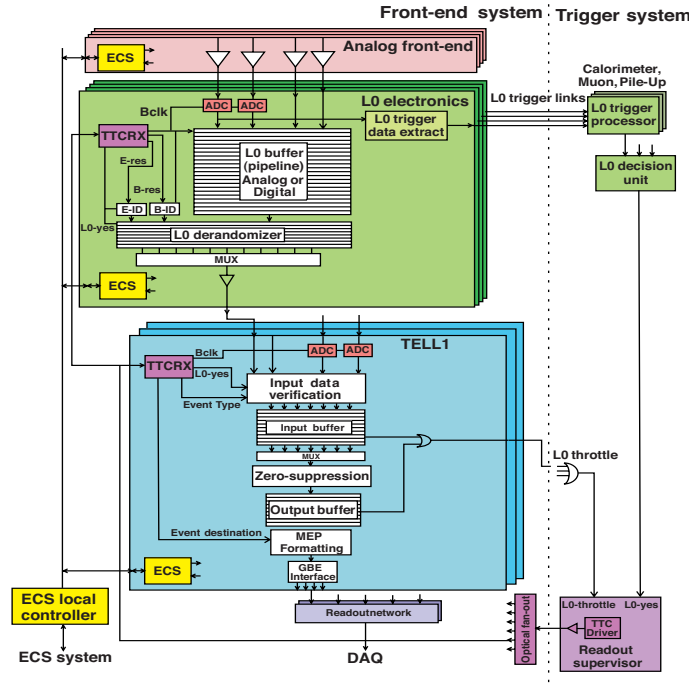 Front-end system
Trigger system
Analog front-end
ECS
Calorimeter,
Muon, Pile-Up
L0 electronics
L0 trigger links
Bclk
ADC
ADC
L0 trigger
data extract
L0 trigger
processor
TTCRX
E-res
B-res
L0 buffer
(pipeline)
Analog or
Digital
L0 decision
unit
E-ID
B-ID
L0-yes
L0 derandomizer
MUX
ECS
TELL1
Bclk
ADC
ADC
TTCRX
L0-yes
Event Type
Input data
verification
Input buffer
MUX
L0 throttle
Zero-suppression
Output buffer
Event destination
MEP
Formatting
ECS
GBE
Interface
ECS local
controller
Readoutnetwork
Optical fan-out
L0-throttle
L0-yes
TTC
Driver
Readout
supervisor
ECS system
DAQ